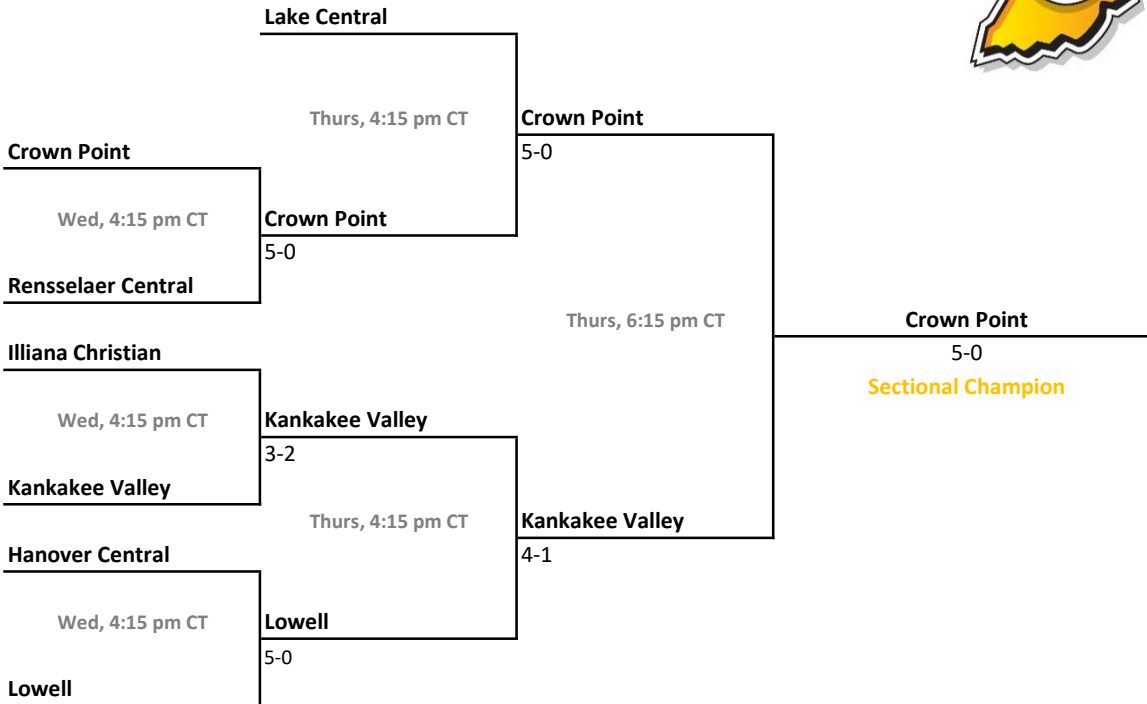 Lake Central
Thurs, 4:15 pm CT
Crown Point
5-0
Crown Point
Wed, 4:15 pm CT
Crown Point
5-0
Rensselaer Central
Thurs, 6:15 pm CT
Crown Point
5-0
Sectional Champion
Illiana Christian
Wed, 4:15 pm CT
Kankakee Valley
3-2
Kankakee Valley
Thurs, 4:15 pm CT
Kankakee Valley
4-1
Hanover Central
Wed, 4:15 pm CT
Lowell
5-0
Lowell